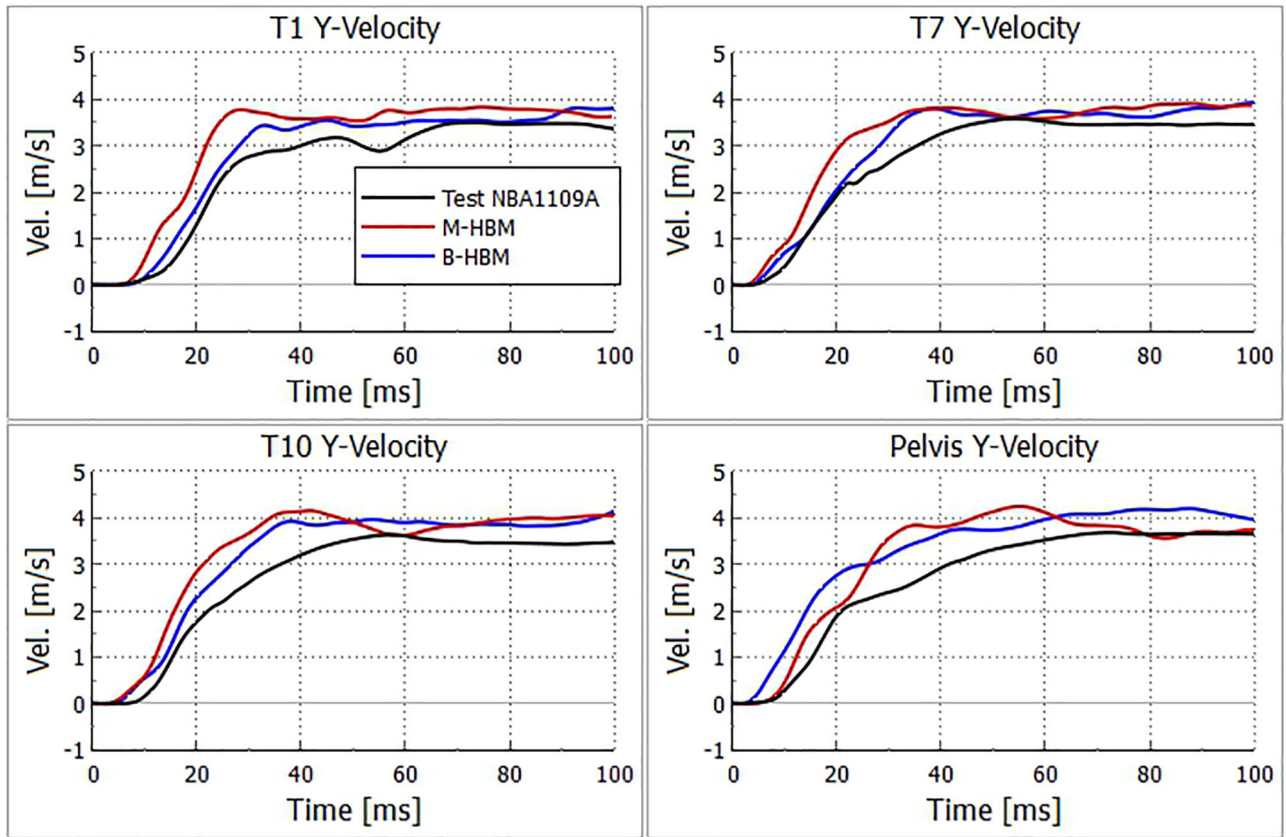 T1 Y-Velocity
Vel. [m/s]
5
4
3
2
1
0
-1
Test NBA1109A
M-HBM
B-HBM
0 20 40 60 80 100
Time [ms]
T7 Y-Velocity
Vel. [m/s]
5
4
3
2
1
0
-1
0 20 40 60 80 100
Time [ms]
T10 Y-Velocity
Vel. [m/s]
5
4
3
2
1
0
-1
0 20 40 60 80 100
Time [ms]
Pelvis Y-Velocity
Vel. [m/s]
5
4
3
2
1
0
-1
0 20 40 60 80 100
Time [ms]